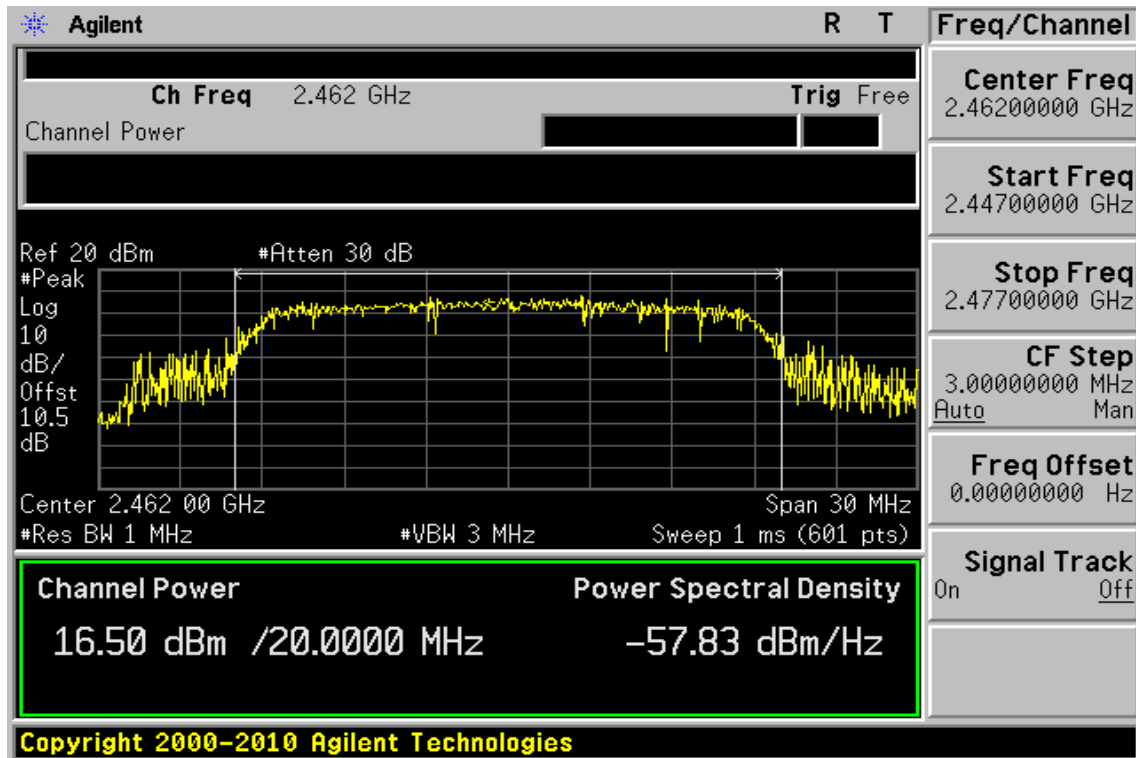 Agilent R T
Ch Freq 2.462 GHz Trig Free
Channel Power
Ref 20 dBm #Atten 30 dB
#Peak
Log
10
dB/
Offst
10.5
dB
Center 2.462 00 GHz Span 30 MHz
#Res BW 1 MHz #VBW 3 MHz Sweep 1 ms (601 pts)
Channel Power Power Spectral Density
16.50 dBm /20.0000 MHz -57.83 dBm/Hz
Copyright 2000-2010 Agilent Technologies
Freq/Channel
Center Freq
2.46200000 GHz
Start Freq
2.44700000 GHz
Stop Freq
2.47700000 GHz
CF Step
3.00000000 MHz
Auto Man
Freq Offset
0.00000000 Hz
Signal Track
On Off